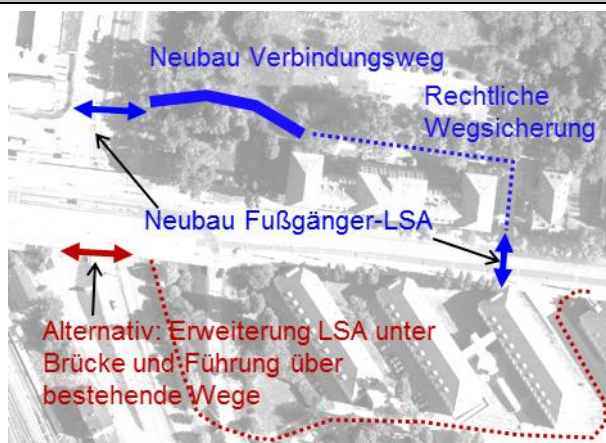 Neubau Verbindungsweg
Rechtliche
Wegsicherung
Neubau Fußgänger-LSA
Alternativ: Erweiterung LSA unter
Brücke und Führung über
bestehende Wege